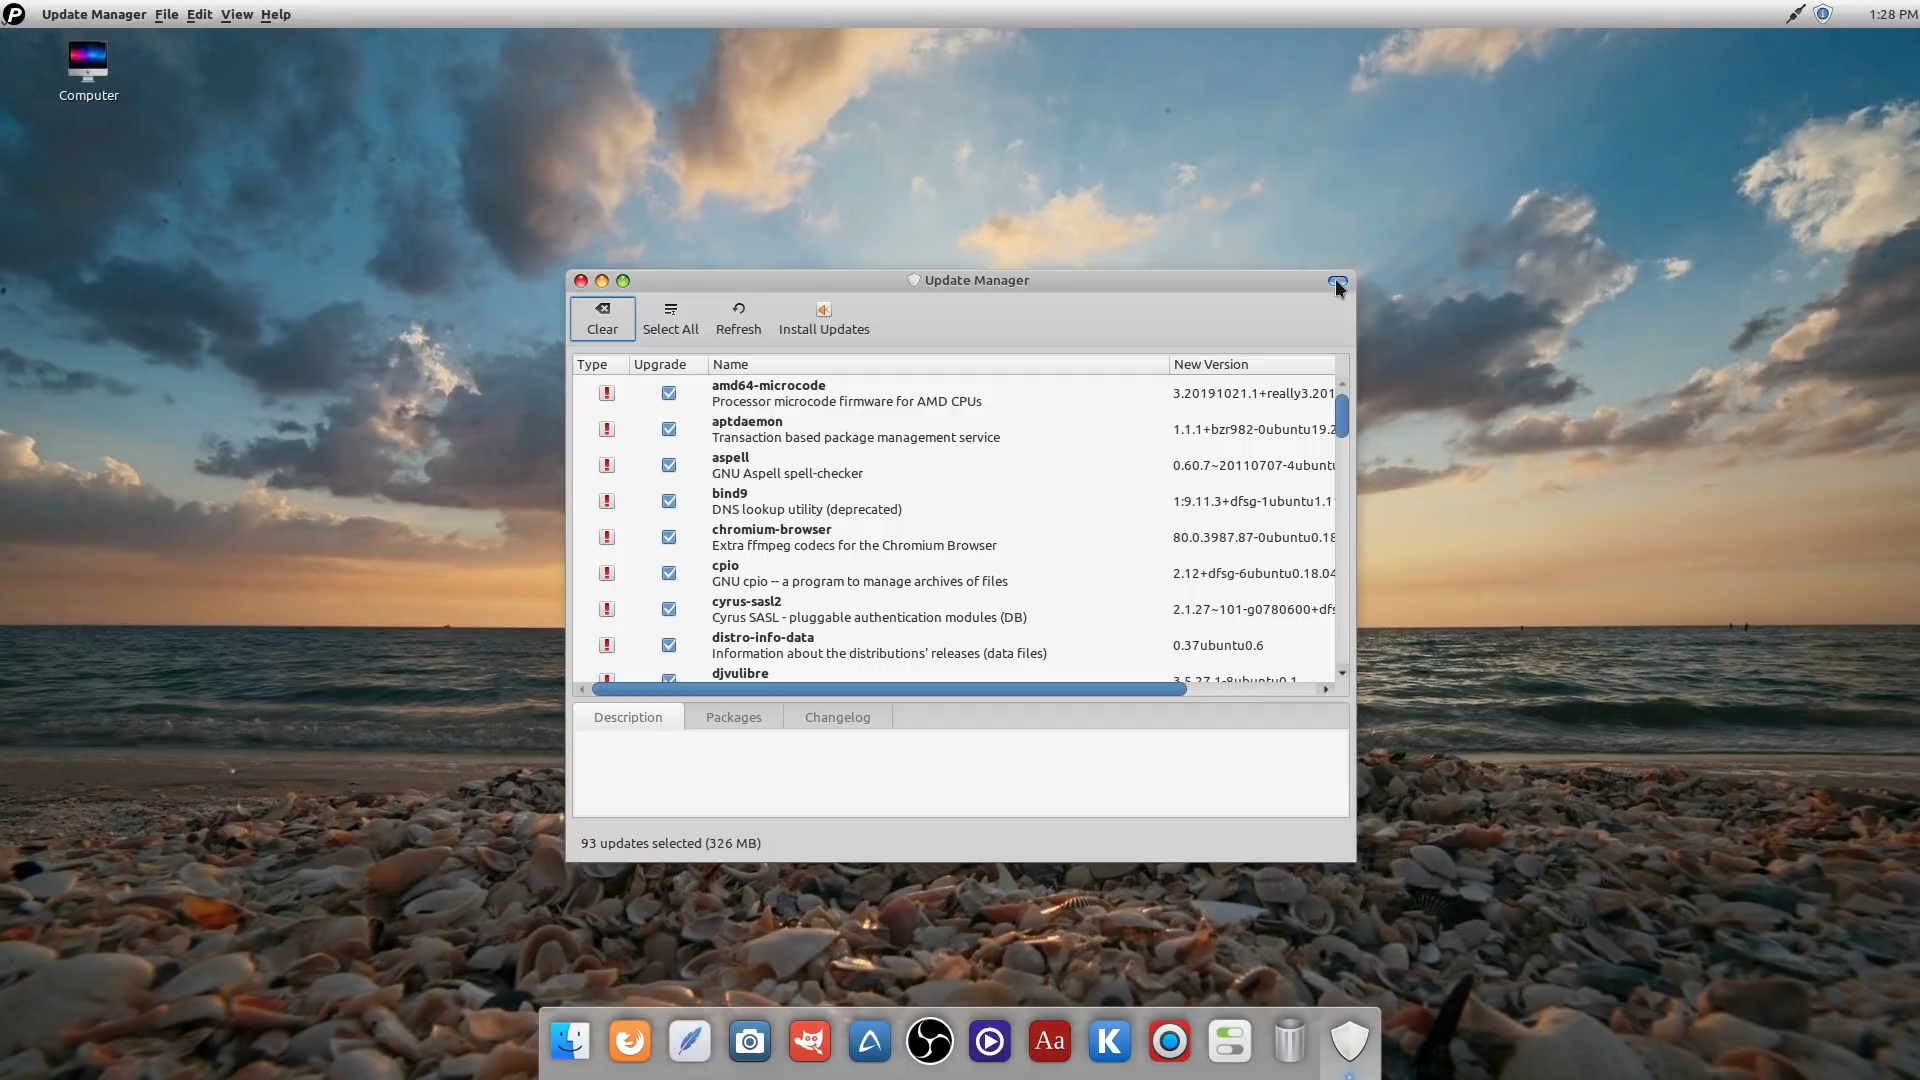 Update Manager File Edit View Help
1:28 PM
Computer
Update Manager
Clear Select All Refresh Install Updates
Type Upgrade Name New Version
amd64-microcode
Processor microcode firmware for AMD CPUs
3.20191021.1+really3.201
aptdaemon
Transaction based package management service
1.1.1+bzr982-0ubuntu19.2
aspell
GNU Aspell spell-checker
0.60.7~20110707-4ubuntu
bind9
DNS lookup utility (deprecated)
1:9.11.3+dfsg-1ubuntu1.1
chromium-browser
Extra ffmpeg codecs for the Chromium Browser
80.0.3987.87-0ubuntu0.18
cpio
GNU cpio -- a program to manage archives of files
2.12+dfsg-6ubuntu0.18.04
cyrus-sasl2
Cyrus SASL - pluggable authentication modules (DB)
2.1.27~101-g0780600+dfs
distro-info-data
Information about the distributions' releases (data files)
0.37ubuntu0.6
djvulibre
3.5.27.1-8ubuntu0.1
Description Packages Changelog
93 updates selected (326 MB)
Aa K